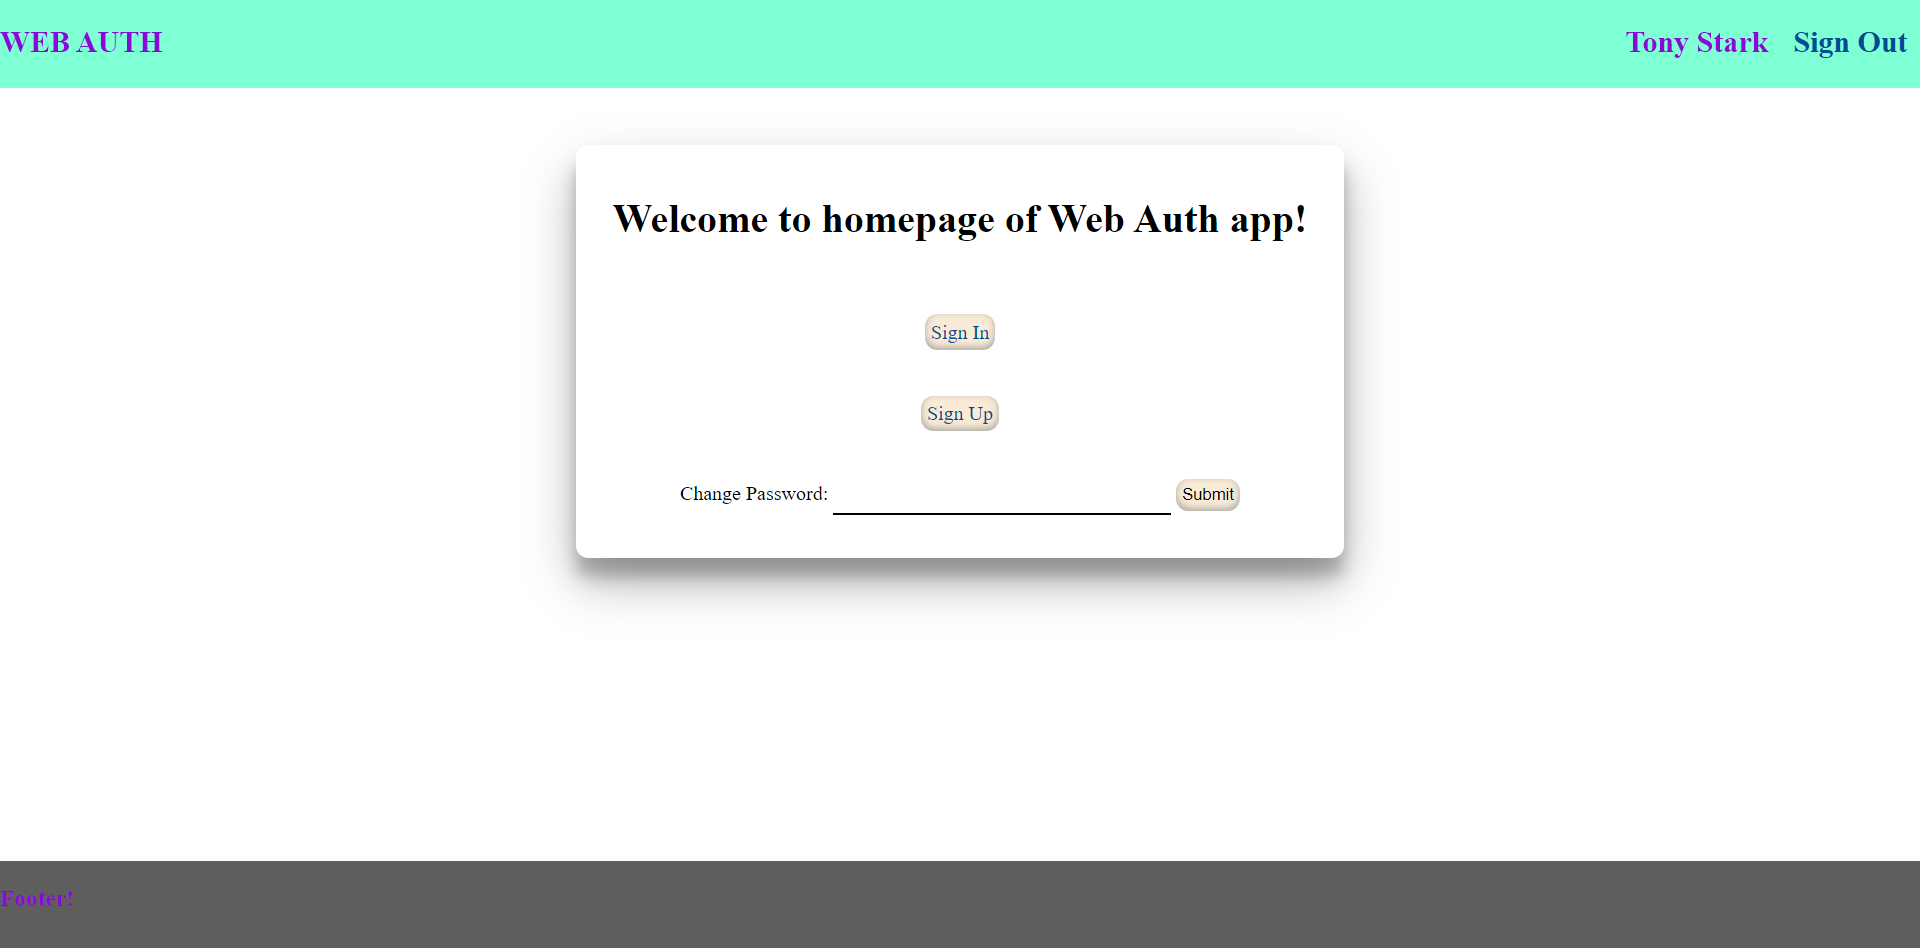 WEB AUTH Tony Stark Sign Out
Welcome to homepage of Web Auth app!
Sign In
Sign Up
Change Password: Submit
Footer!